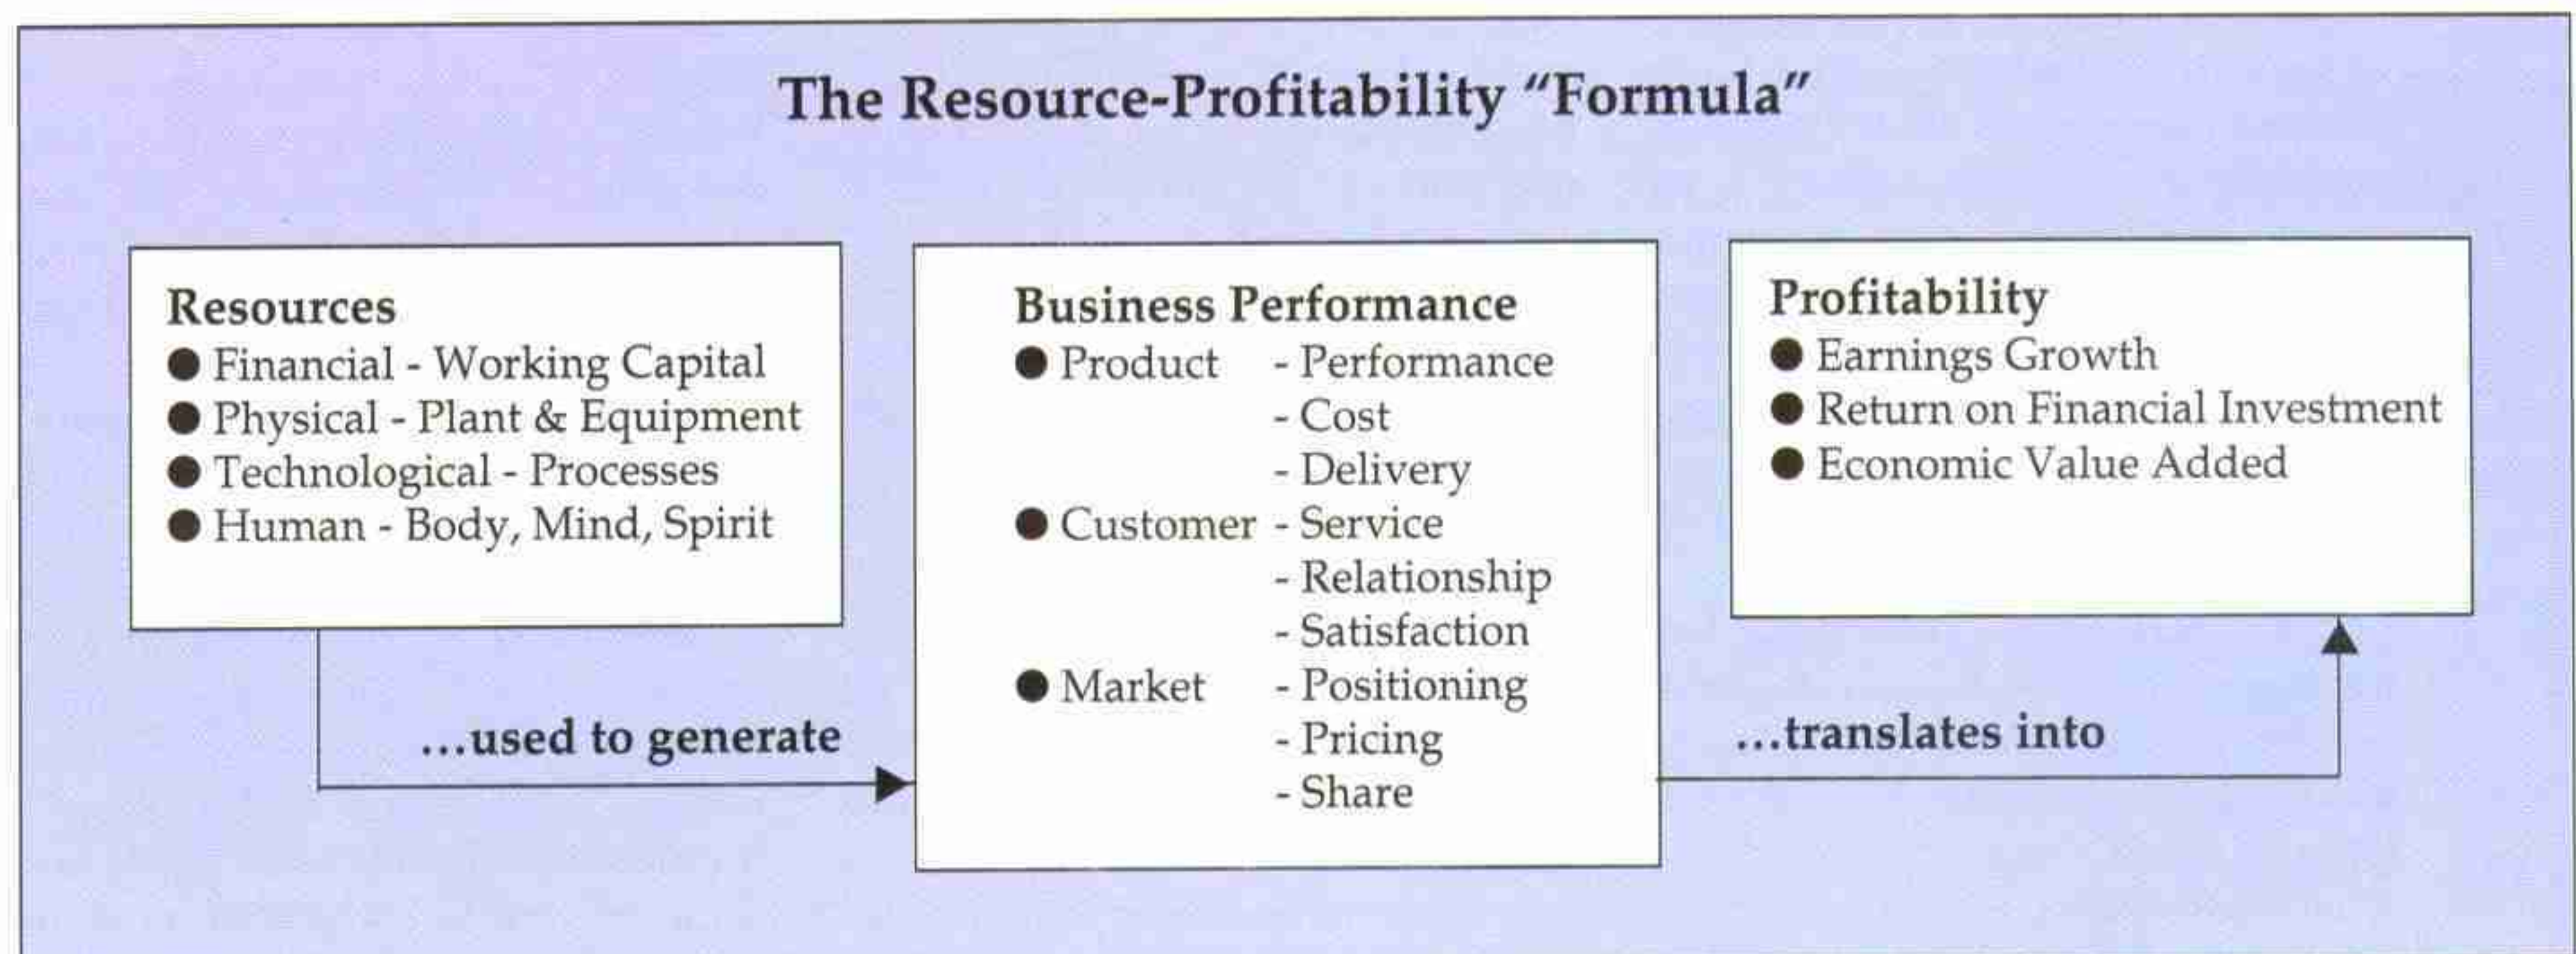 The Resource-Profitability “Formula”
Resources
● Financial - Working Capital
● Physical - Plant & Equipment
● Technological - Processes
● Human - Body, Mind, Spirit
...used to generate
Business Performance
● Product - Performance
- Cost
- Delivery
● Customer - Service
- Relationship
- Satisfaction
● Market - Positioning
- Pricing
- Share
...translates into
Profitability
● Earnings Growth
● Return on Financial Investment
● Economic Value Added